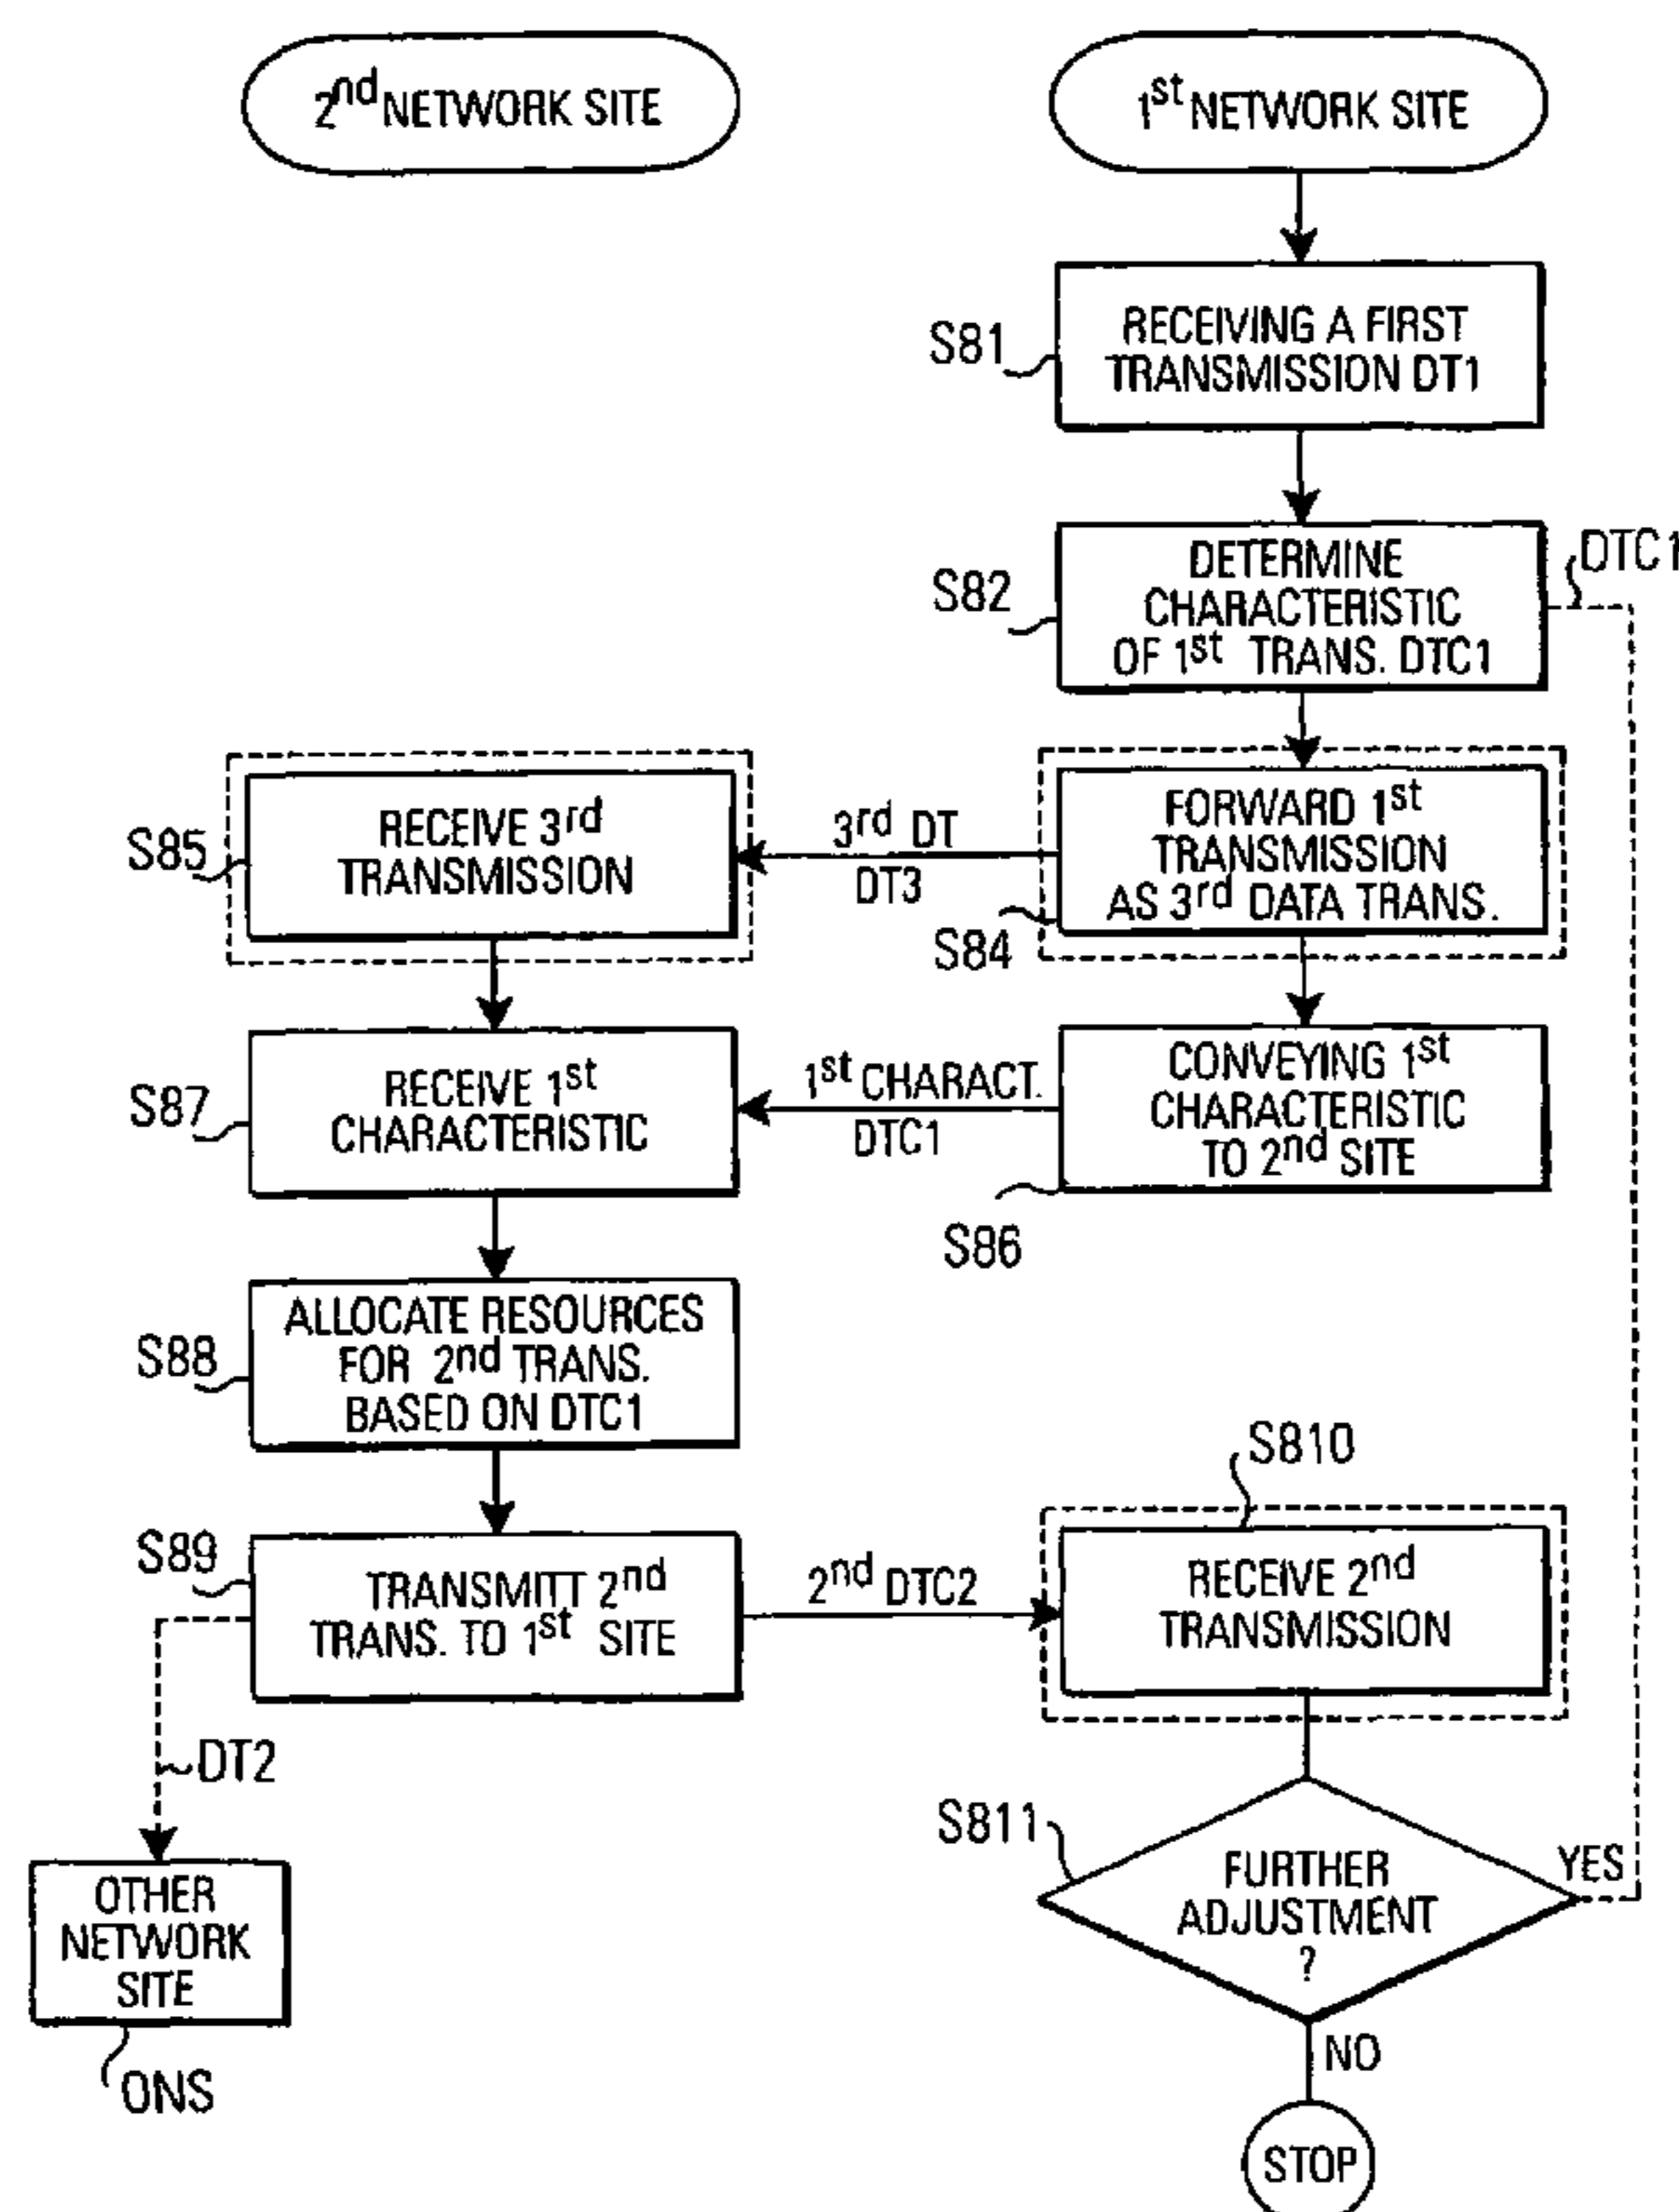 2nd NETWORK SITE
1st NETWORK SITE
S81
RECEIVING A FIRST
TRANSMISSION DT1
S82
DETERMINE
CHARACTERISTIC
OF 1st TRANS. DTC1
DTC1
S85
RECEIVE 3rd
TRANSMISSION
3rd DT
DT3
S84
FORWARD 1st
TRANSMISSION
AS 3rd DATA TRANS.
S87
RECEIVE 1st
CHARACTERISTIC
1st CHARACT.
DTC1
CONVEYING 1st
CHARACTERISTIC
TO 2nd SITE
S86
S88
ALLOCATE RESOURCES
FOR 2nd TRANS.
BASED ON DTC1
S89
TRANSMITT 2nd
TRANS. TO 1st SITE
2nd DTC2
S810
RECEIVE 2nd
TRANSMISSION
DT2
S811
FURTHER
ADJUSTMENT
?
YES
OTHER
NETWORK
SITE
ONS
NO
STOP